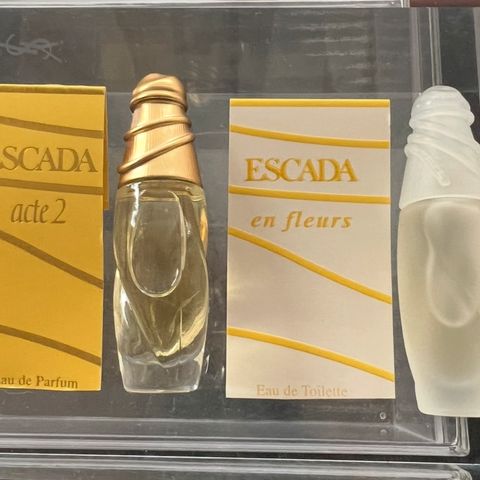 ESCADA
acte 2
Eau de Parfum
ESCADA
en fleurs
Eau de Toilette